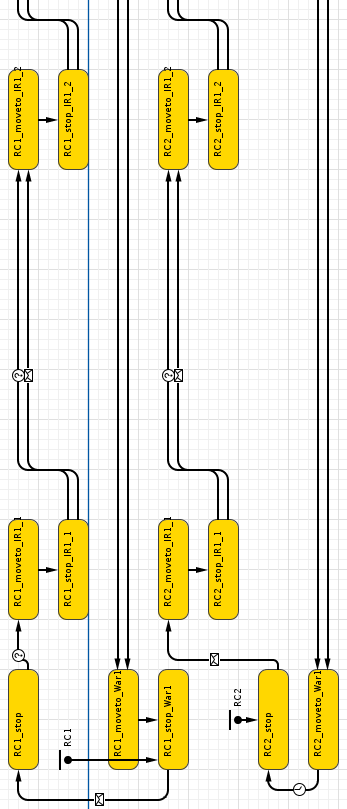 RC1_moveto_IR1_2
RC1_stop_IR1_2
RC2_moveto_IR1_2
RC2_stop_IR1_2
?
?
RC1_moveto_IR1_1
RC1_stop_IR1_1
RC2_moveto_IR1_1
RC2_stop_IR1_1
?
RC1_stop
RC1
RC1_moveto_War1
RC1_stop_War1
RC2
RC2_stop
RC2_moveto_War1